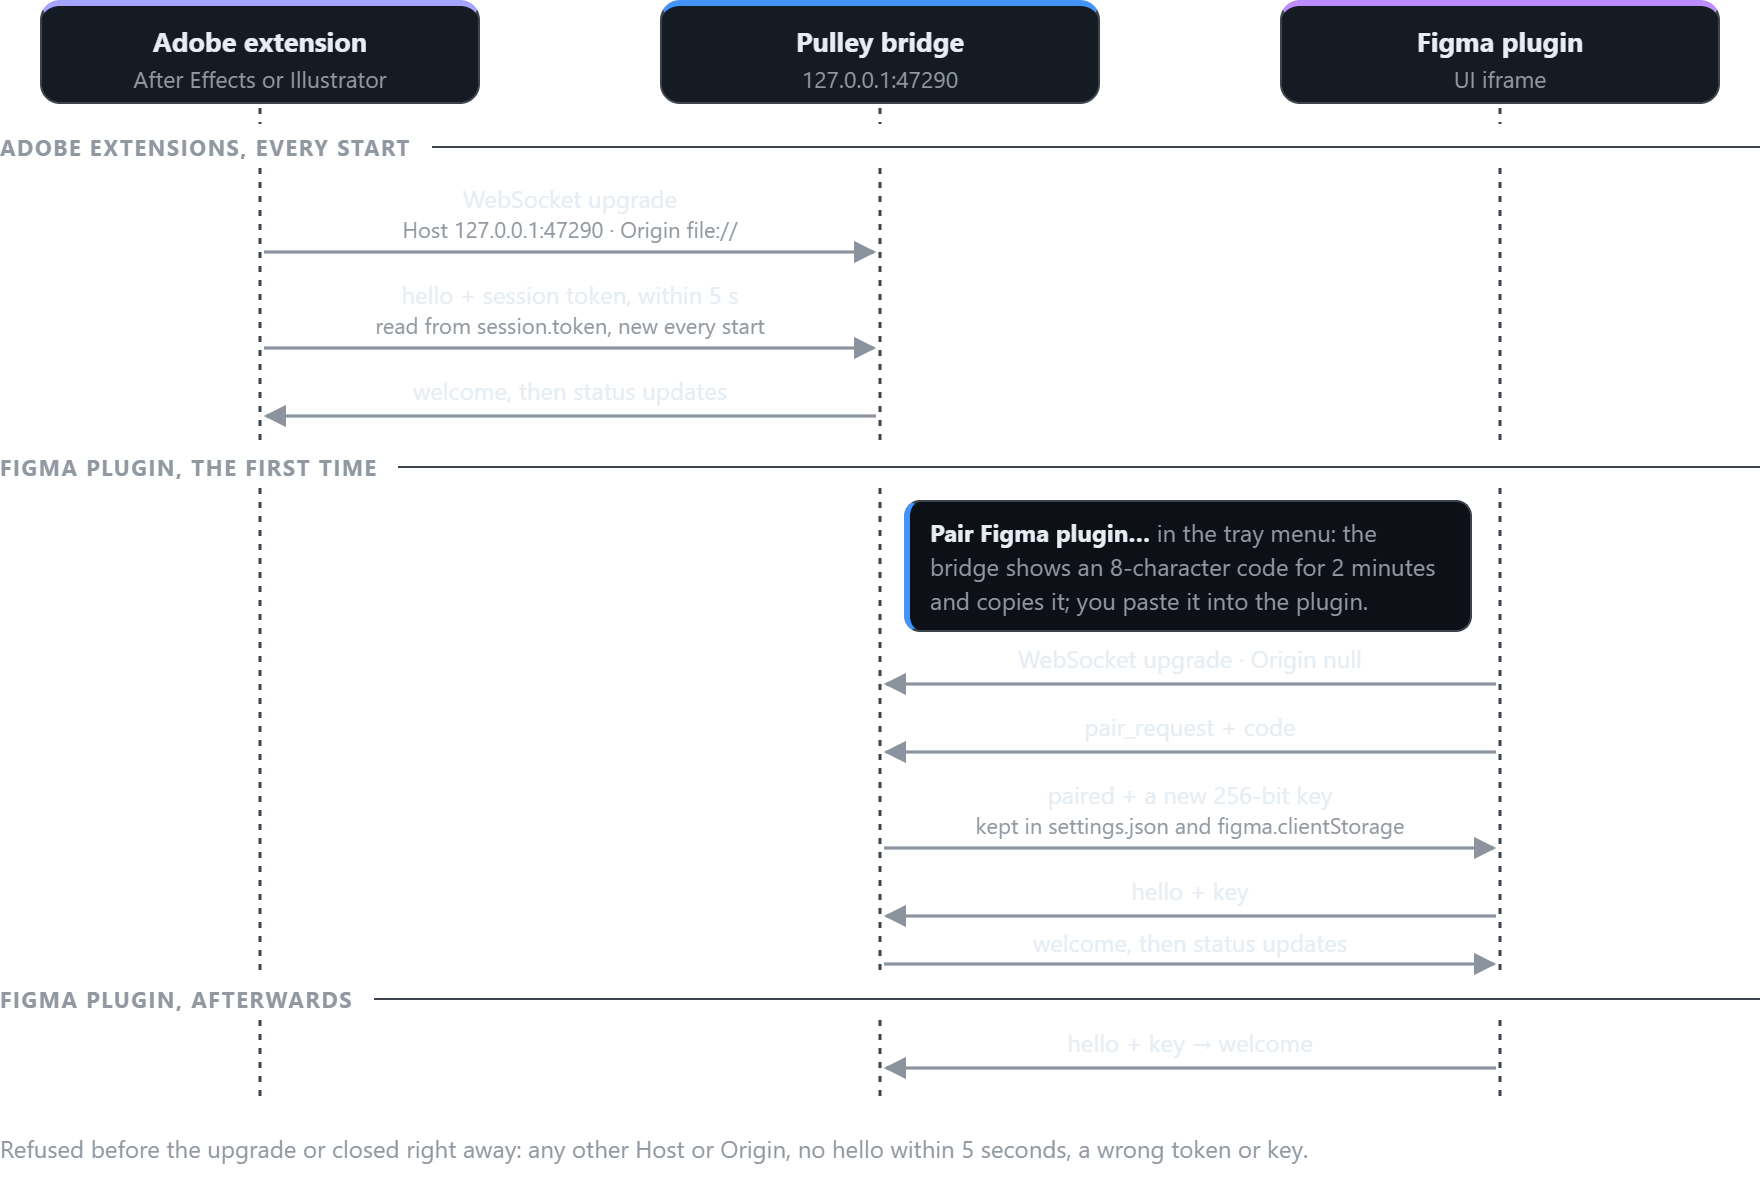 Adobe extension
After Effects or Illustrator
Pulley bridge
127.0.0.1:47290
Figma plugin
UI iframe
ADOBE EXTENSIONS, EVERY START
WebSocket upgrade
Host 127.0.0.1:47290 · Origin file://
hello + session token, within 5 s
read from session.token, new every start
welcome, then status updates
FIGMA PLUGIN, THE FIRST TIME
Pair Figma plugin... in the tray menu: the
bridge shows an 8-character code for 2 minutes
and copies it; you paste it into the plugin.
WebSocket upgrade · Origin null
pair_request + code
paired + a new 256-bit key
kept in settings.json and figma.clientStorage
hello + key
welcome, then status updates
FIGMA PLUGIN, AFTERWARDS
hello + key → welcome
Refused before the upgrade or closed right away: any other Host or Origin, no hello within 5 seconds, a wrong token or key.